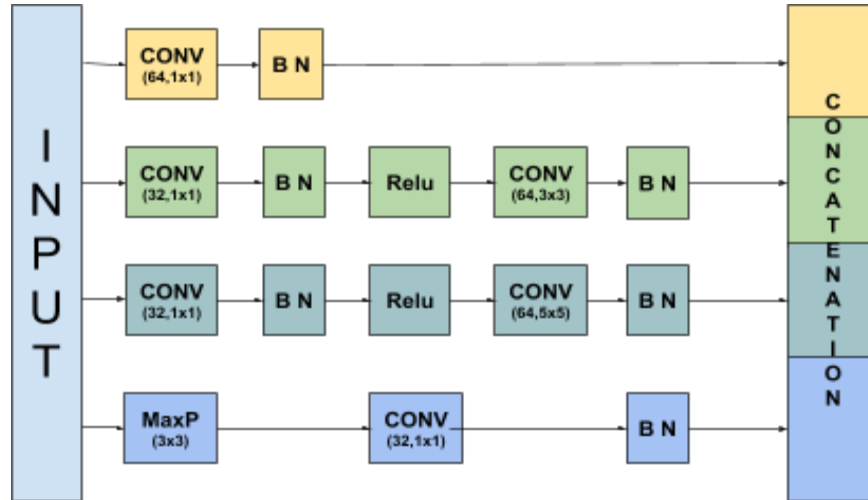 INPUT
CONV
(64,1x1)
B N
CONV
(32,1x1)
B N
Relu
CONV
(64,3x3)
B N
CONV
(32,1x1)
B N
Relu
CONV
(64,5x5)
B N
MaxP
(3x3)
CONV
(32,1x1)
B N
CONCATENATION